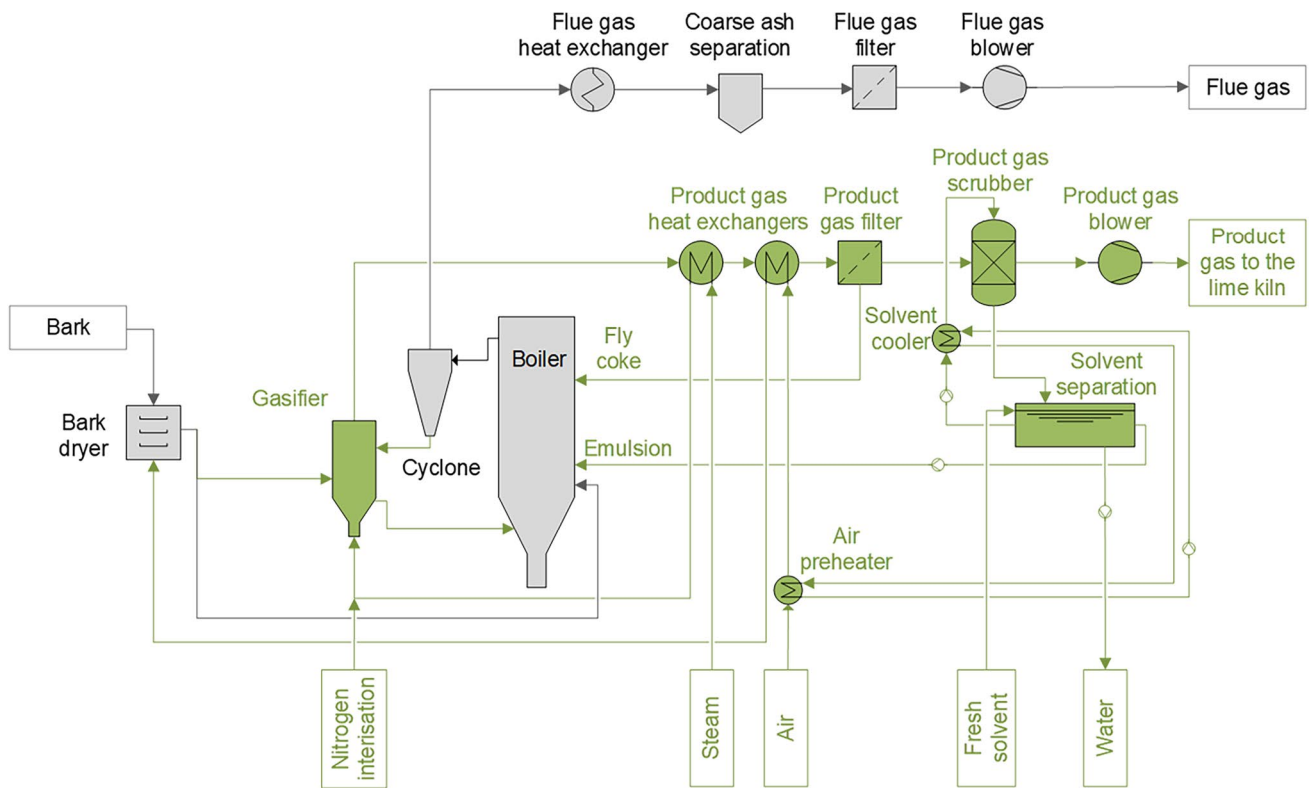 Flue gas
heat exchanger
Coarse ash
separation
Flue gas
filter
Flue gas
blower
Flue gas
Product gas
heat exchangers
Product
gas filter
Product gas
scrubber
Product gas
blower
Product
gas to the
lime kiln
Bark
Boiler
Fly
coke
Solvent
cooler
Solvent
separation
Gasifier
Bark
dryer
Cyclone
Emulsion
Air
preheater
Nitrogen
interisation
Steam
Air
Fresh
solvent
Water